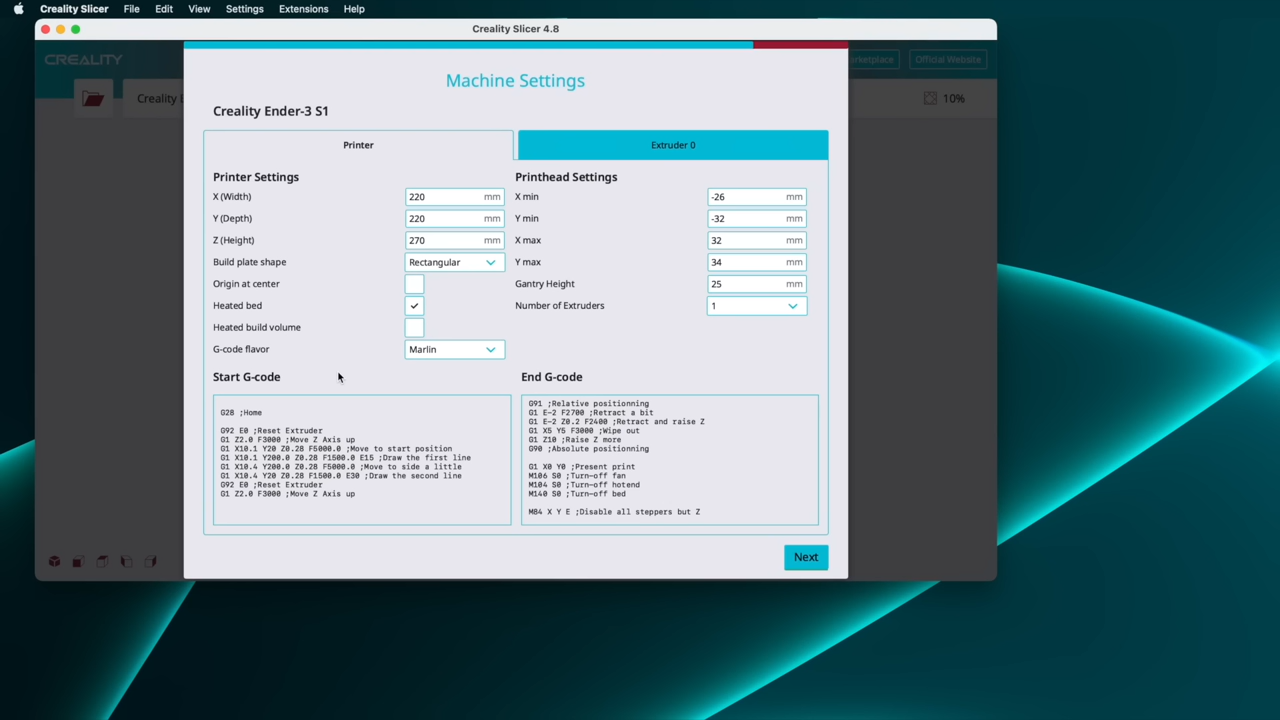 Creality Slicer File Edit View Settings Extensions Help
Creality Slicer 4.8
CREALITY
Official Website
10%
Machine Settings
Creality Ender-3 S1
Printer
Extruder 0
Printer Settings
X (Width) 220 mm
Y (Depth) 220 mm
Z (Height) 270 mm
Build plate shape Rectangular
Origin at center
Heated bed
Heated build volume
G-code flavor Marlin
Printhead Settings
X min -26 mm
Y min -32 mm
X max 32 mm
Y max 34 mm
Gantry Height 25 mm
Number of Extruders 1
Start G-code
G28 ;Home
G92 E0 ;Reset Extruder
G1 Z2.0 F3000 ;Move Z Axis up
G1 X10.1 Y20 Z0.28 F5000.0 ;Move to start position
G1 X10.1 Y200.0 Z0.28 F1500.0 E15 ;Draw the first line
G1 X10.4 Y200.0 Z0.28 F5000.0 ;Move to side a little
G1 X10.4 Y20 Z0.28 F1500.0 E30 ;Draw the second line
G92 E0 ;Reset Extruder
G1 Z2.0 F3000 ;Move Z Axis up
End G-code
G91 ;Relative positionning
G1 E-2 F2700 ;Retract a bit
G1 E-2 Z0.2 F2400 ;Retract and raise Z
G1 X5 Y5 F3000 ;Wipe out
G1 Z10 ;Raise Z more
G90 ;Absolute positionning
G1 X0 Y0 ;Present print
M106 S0 ;Turn-off fan
M104 S0 ;Turn-off hotend
M140 S0 ;Turn-off bed
M84 X Y E ;Disable all steppers but Z
Next